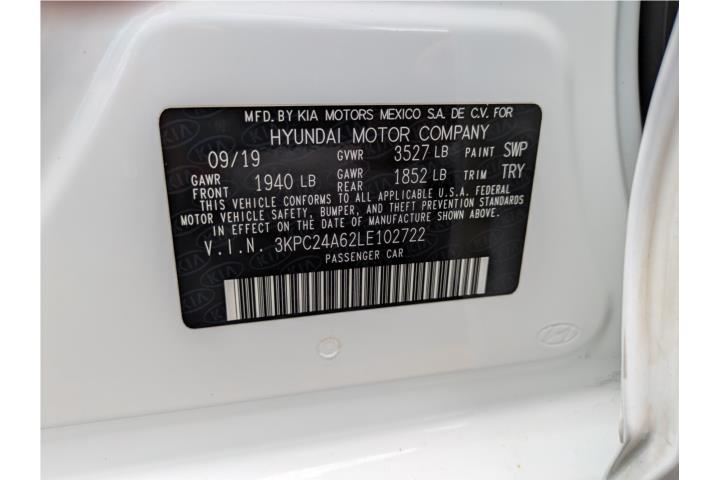 MFD. BY KIA MOTORS MEXICO S.A. DE C.V. FOR
HYUNDAI MOTOR COMPANY
09/19 GVWR 3527 LB PAINT SWP
GAWR FRONT 1940 LB GAWR REAR 1852 LB TRIM TRY
THIS VEHICLE CONFORMS TO ALL APPLICABLE U.S.A. FEDERAL
MOTOR VEHICLE SAFETY, BUMPER, AND THEFT PREVENTION STANDARDS
IN EFFECT ON THE DATE OF MANUFACTURE SHOWN ABOVE.
V.I.N. 3KPC24A62LE102722
PASSENGER CAR